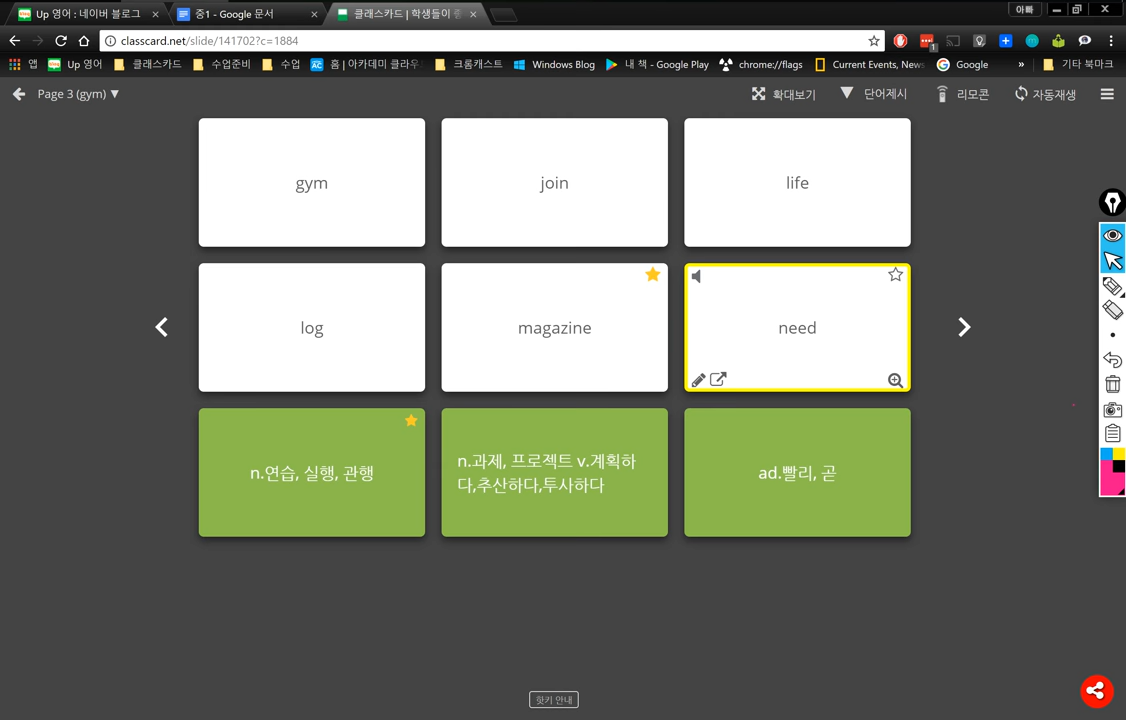 Up 영어 : 네이버 블로그
중1 - Google 문서
클래스카드 | 학생들이 좋
아빠
classcard.net/slide/141702?c=1884
1
앱
Up 영어
클래스카드
수업준비
수업
AC 홈 | 아카데미 클라우
크롬캐스트
Windows Blog
내 책 - Google Play
chrome://flags
Current Events, News
Google
»
기타 북마크
Page 3 (gym) ▼
확대보기
단어제시
리모콘
자동재생
gym
join
life
log
magazine
need
n.연습, 실행, 관행
n.과제, 프로젝트 v.계획하
다,추산하다,투사하다
ad.빨리, 곧
핫키 안내